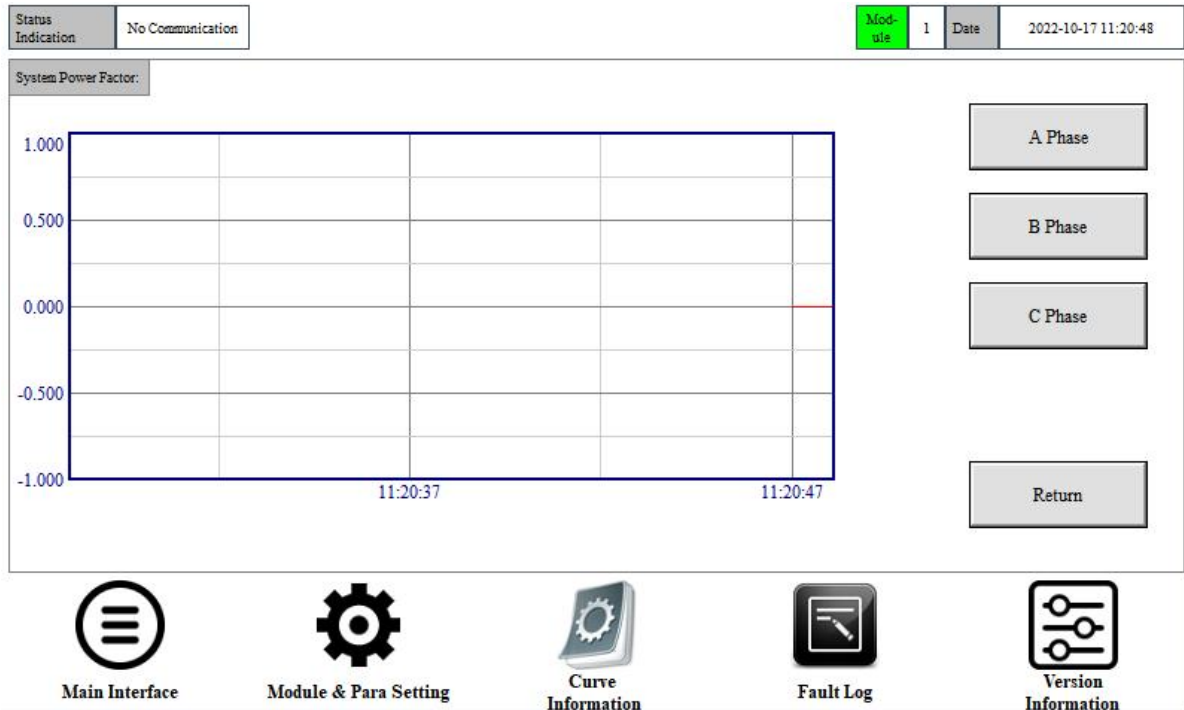 Status
Indication
No Communication
Mod-
ule
1
Date
2022-10-17 11:20:48
System Power Factor:
1.000
0.500
0.000
-0.500
-1.000
11:20:37
11:20:47
A Phase
B Phase
C Phase
Return
Main Interface
Module & Para Setting
Curve
Information
Fault Log
Version
Information